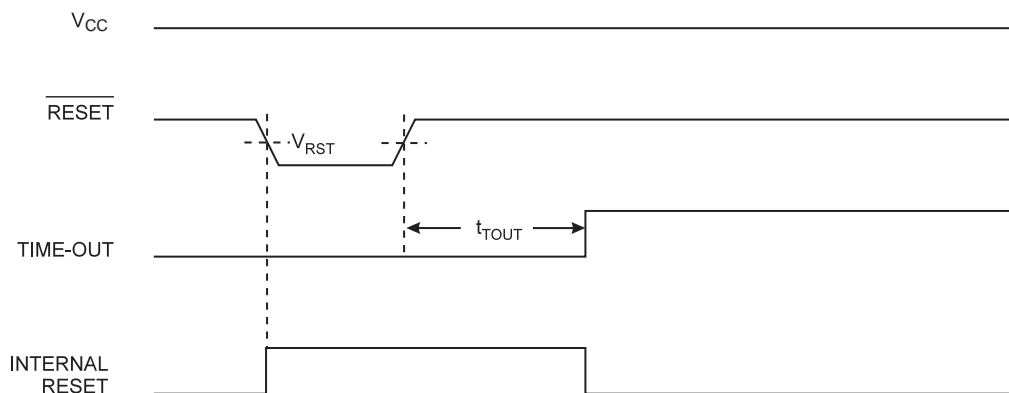 VCC
RESET
VRST
tTOUT
TIME-OUT
INTERNAL
RESET